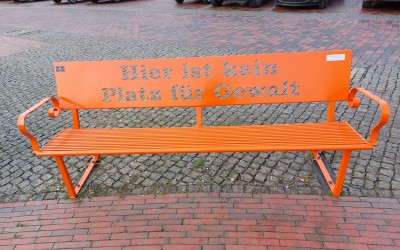 Hier ist kein
Platz für Gewalt